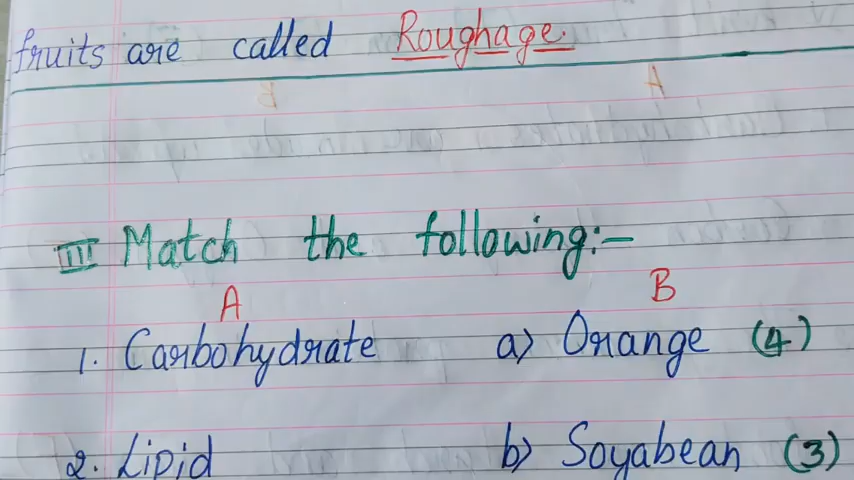 fruits are called Roughage.
III Match the following:-
A B
1. Carbohydrate a) Orange (4)
2. Lipid b) Soyabean (3)